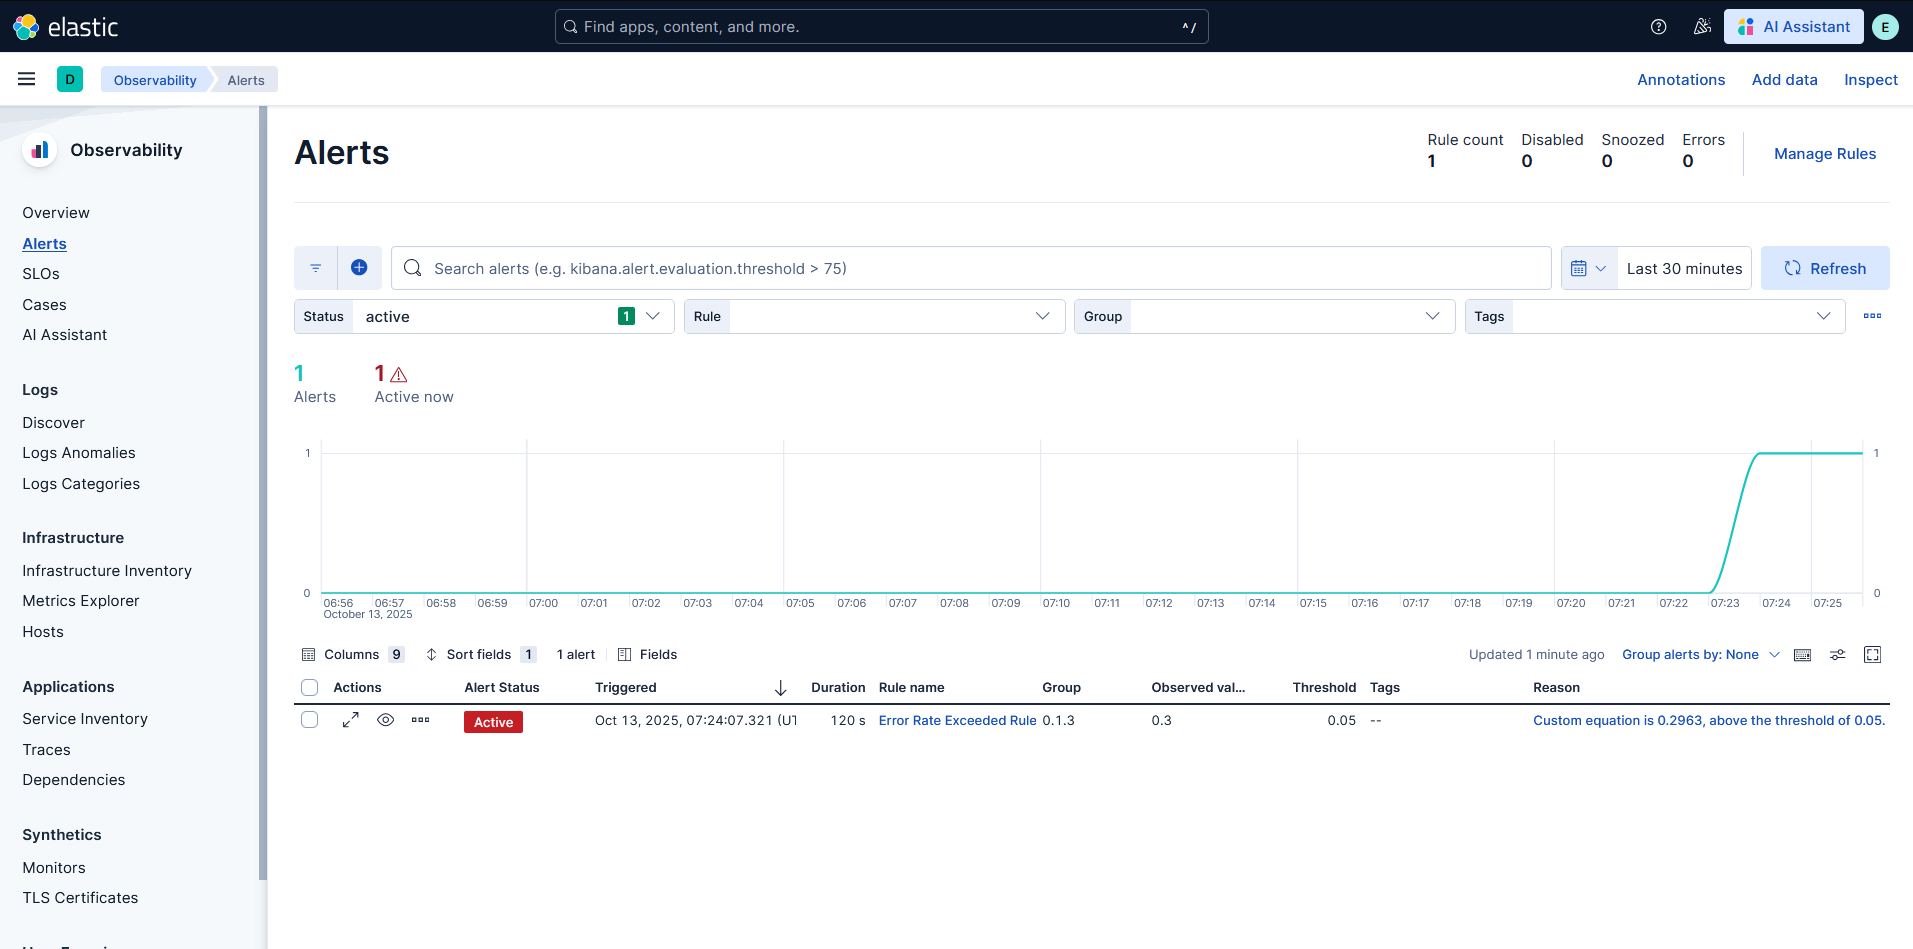 elastic
Find apps, content, and more.
^ /
AI Assistant
E
D
Observability
Alerts
Annotations
Add data
Inspect
Observability
Overview
Alerts
SLOs
Cases
AI Assistant
Logs
Discover
Logs Anomalies
Logs Categories
Infrastructure
Infrastructure Inventory
Metrics Explorer
Hosts
Applications
Service Inventory
Traces
Dependencies
Synthetics
Monitors
TLS Certificates
Alerts
Rule count Disabled Snoozed Errors
1 0 0 0
Manage Rules
Search alerts (e.g. kibana.alert.evaluation.threshold > 75)
Last 30 minutes
Refresh
Status active 1
Rule
Group
Tags
1 1
Alerts Active now
1 1
0 0
06:56 06:57 06:58 06:59 07:00 07:01 07:02 07:03 07:04 07:05 07:06 07:07 07:08 07:09 07:10 07:11 07:12 07:13 07:14 07:15 07:16 07:17 07:18 07:19 07:20 07:21 07:22 07:23 07:24 07:25
October 13, 2025
Columns 9 Sort fields 1 1 alert Fields
Updated 1 minute ago Group alerts by: None
Actions Alert Status Triggered Duration Rule name Group Observed val... Threshold Tags Reason
Active Oct 13, 2025, 07:24:07.321 (UT 120 s Error Rate Exceeded Rule 0.1.3 0.3 0.05 -- Custom equation is 0.2963, above the threshold of 0.05.